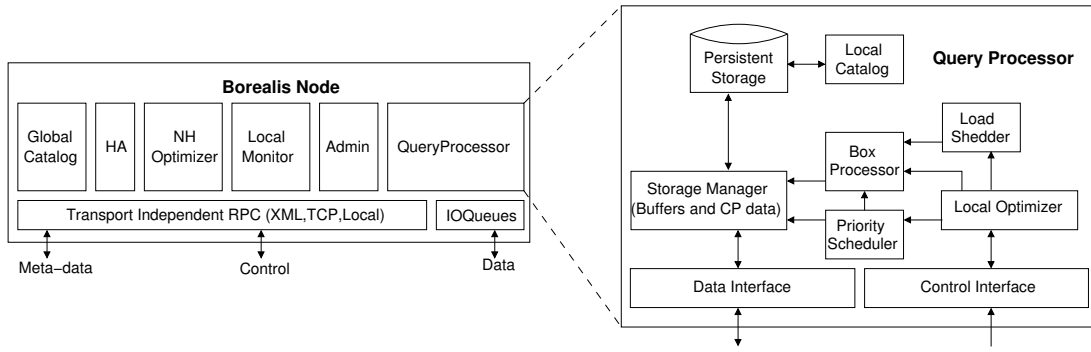 Borealis Node
Global
Catalog
HA
NH
Optimizer
Local
Monitor
Admin
QueryProcessor
Transport Independent RPC (XML,TCP,Local)
IOQueues
Meta−data
Control
Data
Query Processor
Persistent
Storage
Local
Catalog
Load
Shedder
Box
Processor
Storage Manager
(Buffers and CP data)
Local Optimizer
Priority
Scheduler
Data Interface
Control Interface